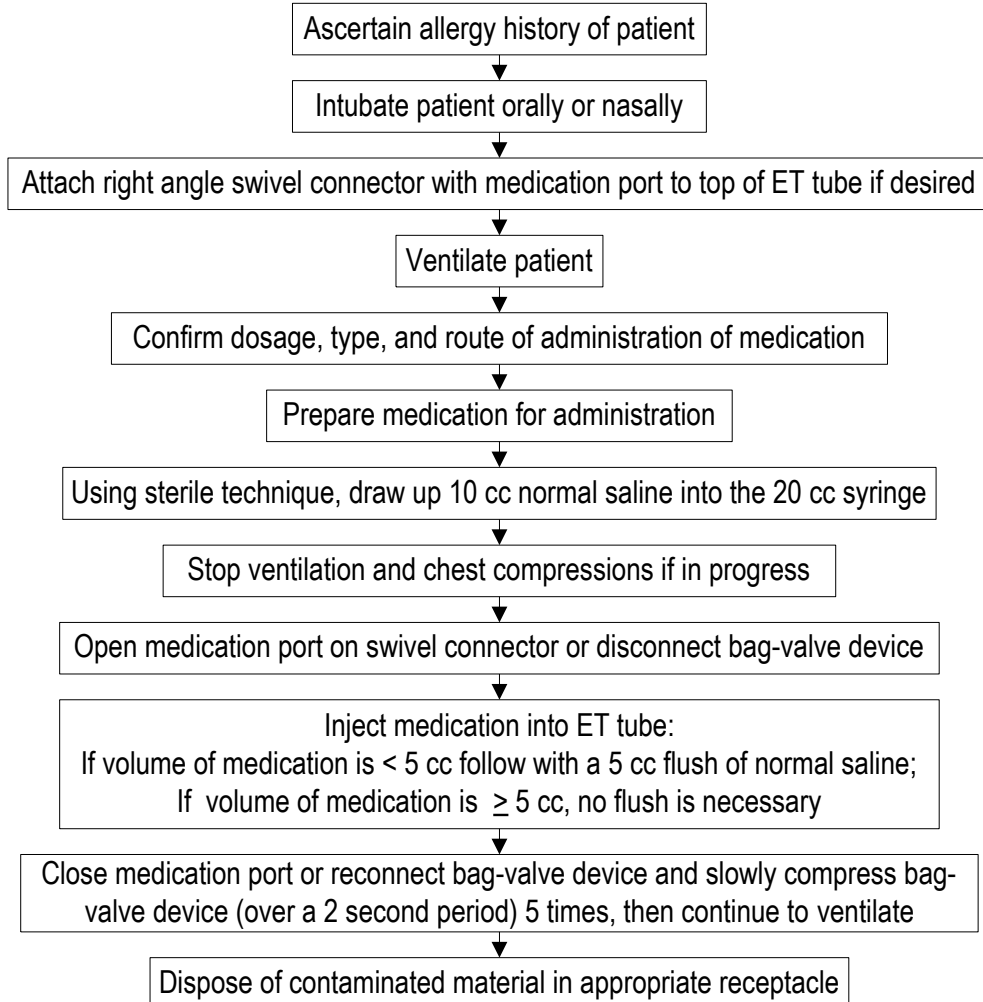 Ascertain allergy history of patient
Intubate patient orally or nasally
Attach right angle swivel connector with medication port to top of ET tube if desired
Ventilate patient
Confirm dosage, type, and route of administration of medication
Prepare medication for administration
Using sterile technique, draw up 10 cc normal saline into the 20 cc syringe
Stop ventilation and chest compressions if in progress
Open medication port on swivel connector or disconnect bag-valve device
Inject medication into ET tube:
If volume of medication is < 5 cc follow with a 5 cc flush of normal saline;
If volume of medication is ≥ 5 cc, no flush is necessary
Close medication port or reconnect bag-valve device and slowly compress bag-
valve device (over a 2 second period) 5 times, then continue to ventilate
Dispose of contaminated material in appropriate receptacle